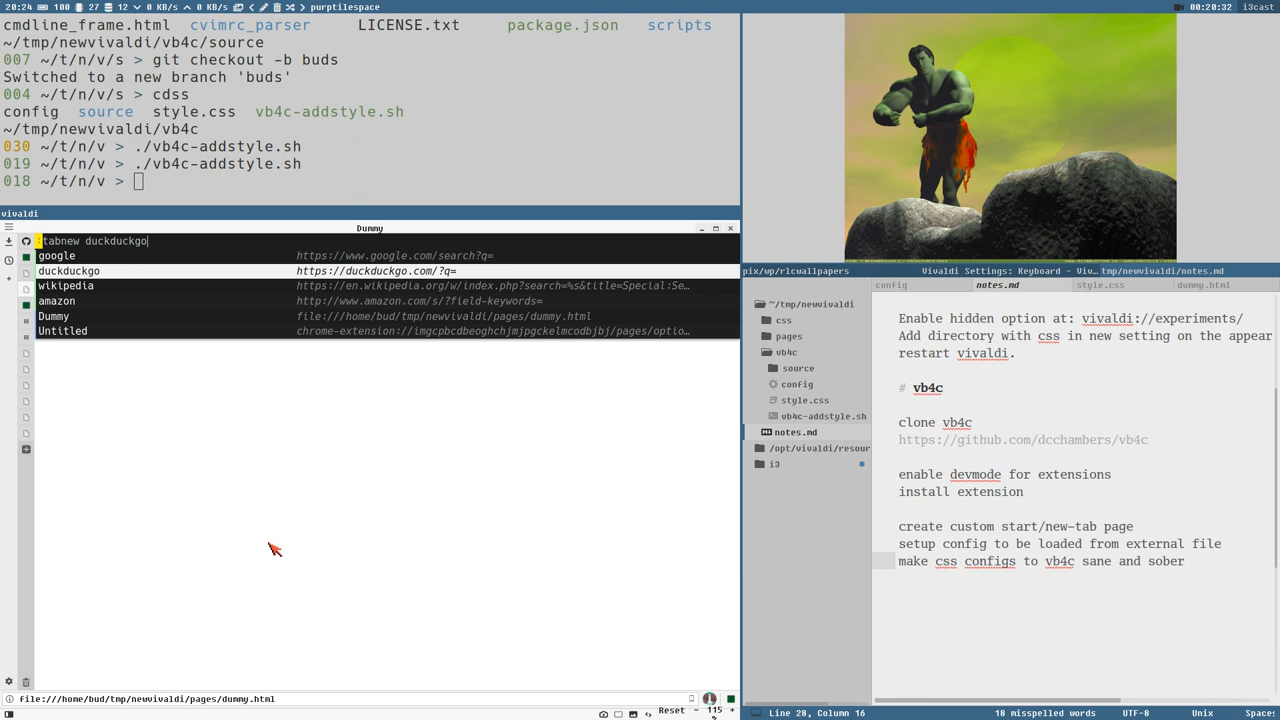 20:24 100 27 12 0 KB/s 0 KB/s > purptilespace
00:20:32 i3cast
cmdline_frame.html cvimrc_parser LICENSE.txt package.json scripts
~/tmp/newvivaldi/vb4c/source
007 ~/t/n/v/s > git checkout -b buds
Switched to a new branch 'buds'
004 ~/t/n/v/s > cdss
config source style.css vb4c-addstyle.sh
~/tmp/newvivaldi/vb4c
030 ~/t/n/v > ./vb4c-addstyle.sh
019 ~/t/n/v > ./vb4c-addstyle.sh
018 ~/t/n/v >
vivaldi
Dummy
:tabnew duckduckgo
google https://www.google.com/search?q=
duckduckgo https://duckduckgo.com/?q=
wikipedia https://en.wikipedia.org/w/index.php?search=%s&title=Special:Se…
amazon http://www.amazon.com/s/?field-keywords=
Dummy file:///home/bud/tmp/newvivaldi/pages/dummy.html
Untitled chrome-extension://imgcpbcdbeoghchjmjpgckelmcodbjbj/pages/optio…
file:///home/bud/tmp/newvivaldi/pages/dummy.html
Reset - 115 % +
pix/wp/rlcwallpapers Vivaldi Settings: Keyboard - Viv… tmp/newvivaldi/notes.md
config notes.md style.css dummy.html
~/tmp/newvivaldi
css
pages
vb4c
source
config
style.css
vb4c-addstyle.sh
notes.md
/opt/vivaldi/resour
i3
Enable hidden option at: vivaldi://experiments/
Add directory with css in new setting on the appear
restart vivaldi.
# vb4c
clone vb4c
https://github.com/dcchambers/vb4c
enable devmode for extensions
install extension
create custom start/new-tab page
setup config to be loaded from external file
make css configs to vb4c sane and sober
Line 28, Column 16 18 misspelled words UTF-8 Unix Spaces